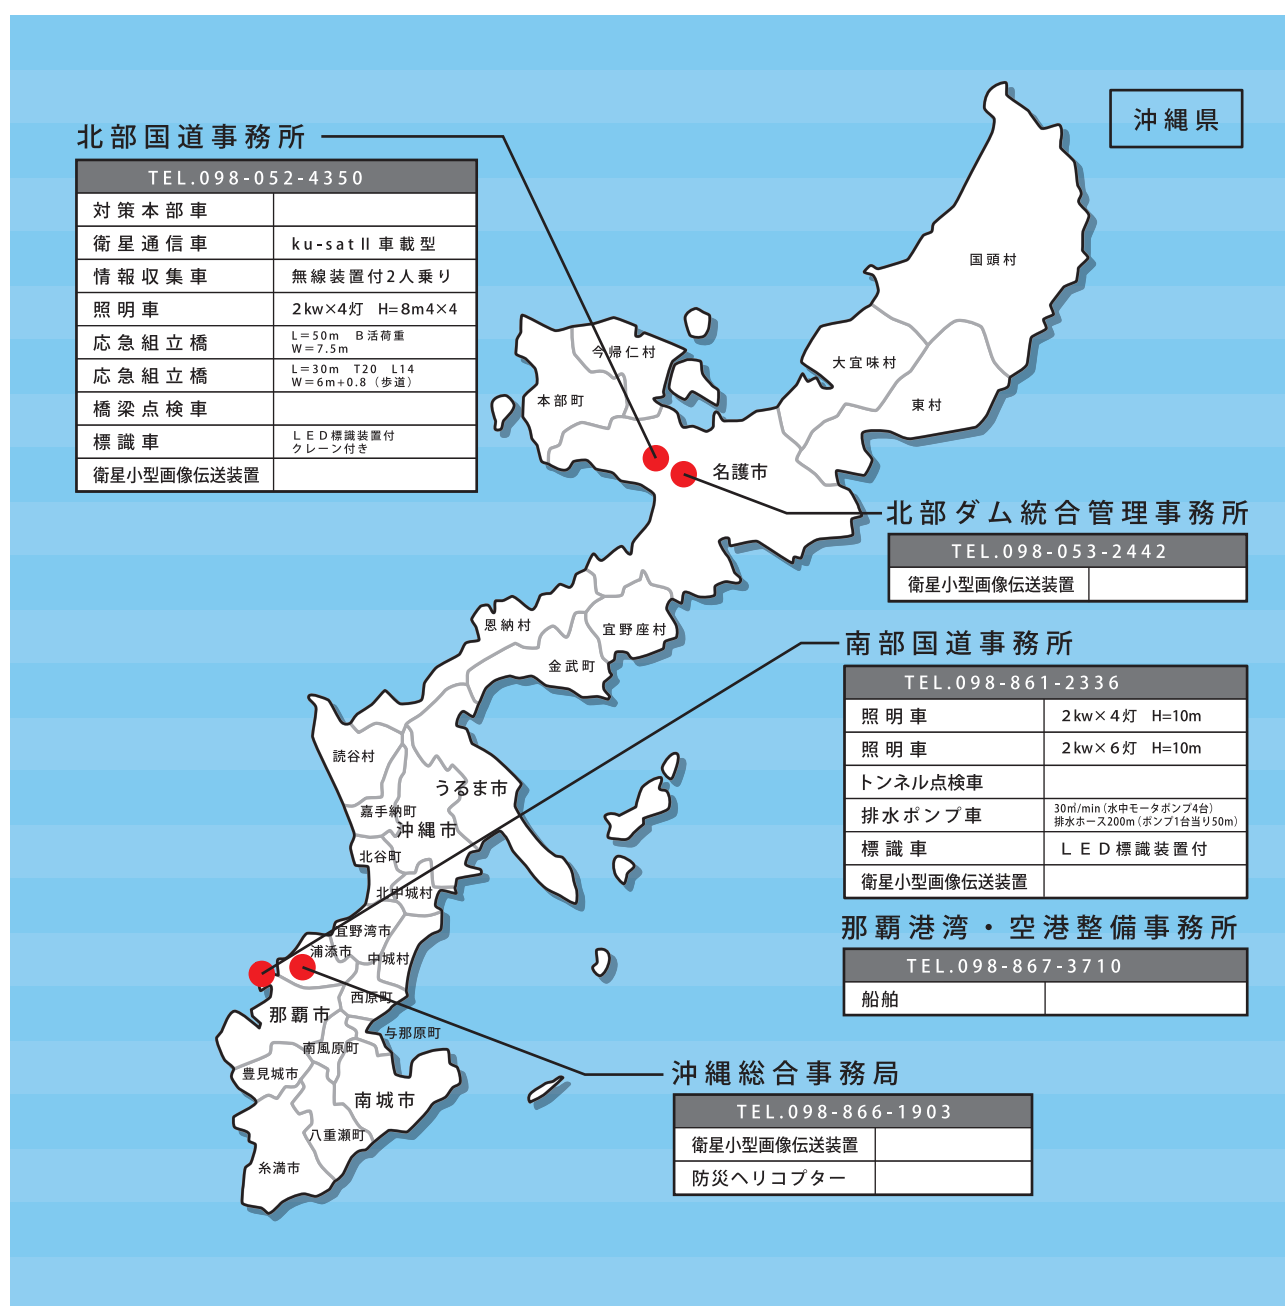 沖縄県
北部国道事務所
TEL.098-052-4350
対策本部車
衛星通信車 ku-satⅡ車載型
情報収集車 無線装置付2人乗り
照明車 2kw×4灯 H=8m4×4
応急組立橋 L=50m B活荷重
W=7.5m
応急組立橋 L=30m T20 L14
W=6m+0.8（歩道）
橋梁点検車
標識車 LED標識装置付
クレーン付き
衛星小型画像伝送装置
国頭村
大宜味村
東村
今帰仁村
本部町
名護市
北部ダム統合管理事務所
TEL.098-053-2442
衛星小型画像伝送装置
恩納村
宜野座村
金武町
南部国道事務所
TEL.098-861-2336
照明車 2kw×4灯 H=10m
照明車 2kw×6灯 H=10m
トンネル点検車
排水ポンプ車 30㎥/min（水中モータポンプ4台）
排水ホース200m（ポンプ1台当り50m）
標識車 LED標識装置付
衛星小型画像伝送装置
読谷村
うるま市
嘉手納町
沖縄市
北谷町
北中城村
宜野湾市
浦添市
中城村
西原町
那覇市
与那原町
南風原町
豊見城市
南城市
八重瀬町
糸満市
那覇港湾・空港整備事務所
TEL.098-867-3710
船舶
沖縄総合事務局
TEL.098-866-1903
衛星小型画像伝送装置
防災ヘリコプター